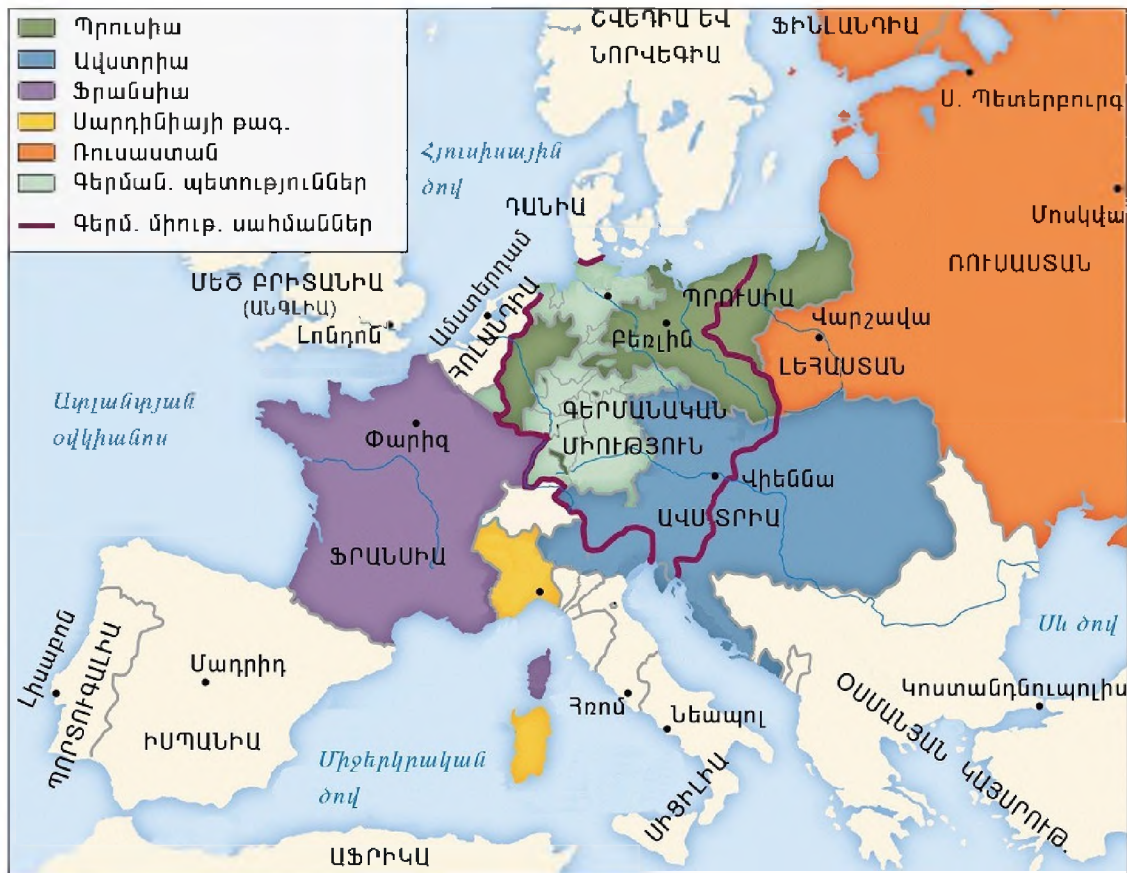 Պրուսիա
Ավստրիա
Ֆրանսիա
Սարդինիայի թագ.
Ռուսաստան
Գերման. պետություններ
Գերմ. միութ. սահմաններ
ՇՎԵԴԻԱ ԵՎ
ՆՈՐՎԵԳԻԱ
ՖԻՆԼԱՆԴԻԱ
Ս. Պետերբուրգ
Հյուսիսային
ծով
ԴԱՆԻԱ
Մոսկվա
ՌՈՒՍԱՍՏԱՆ
ՄԵԾ ԲՐԻՏԱՆԻԱ
(ԱՆԳԼԻԱ)
Լոնդոն
Ամստերդամ
ՀՈԼԱՆԴԻԱ
ՊՐՈՒՍԻԱ
Բեռլին
Վարշավա
ԼԵՀԱՍՏԱՆ
Ատլանտյան
օվկիանոս
Փարիզ
ԳԵՐՄԱՆԱԿԱՆ
ՄԻՈՒԹՅՈՒՆ
Վիեննա
ԱՎՍՏՐԻԱ
ՖՐԱՆՍԻԱ
Սև ծով
Լիսաբոն
ՊՈՐՏՈՒԳԱԼԻԱ
Մադրիդ
ԻՍՊԱՆԻԱ
Հռոմ
Նեապոլ
Կոստանդնուպոլիս
ՕՍՄԱՆՅԱՆ ԿԱՅՍՐՈՒԹ.
Միջերկրական
ծով
ՍԻՑԻԼԻԱ
ԱՖՐԻԿԱ